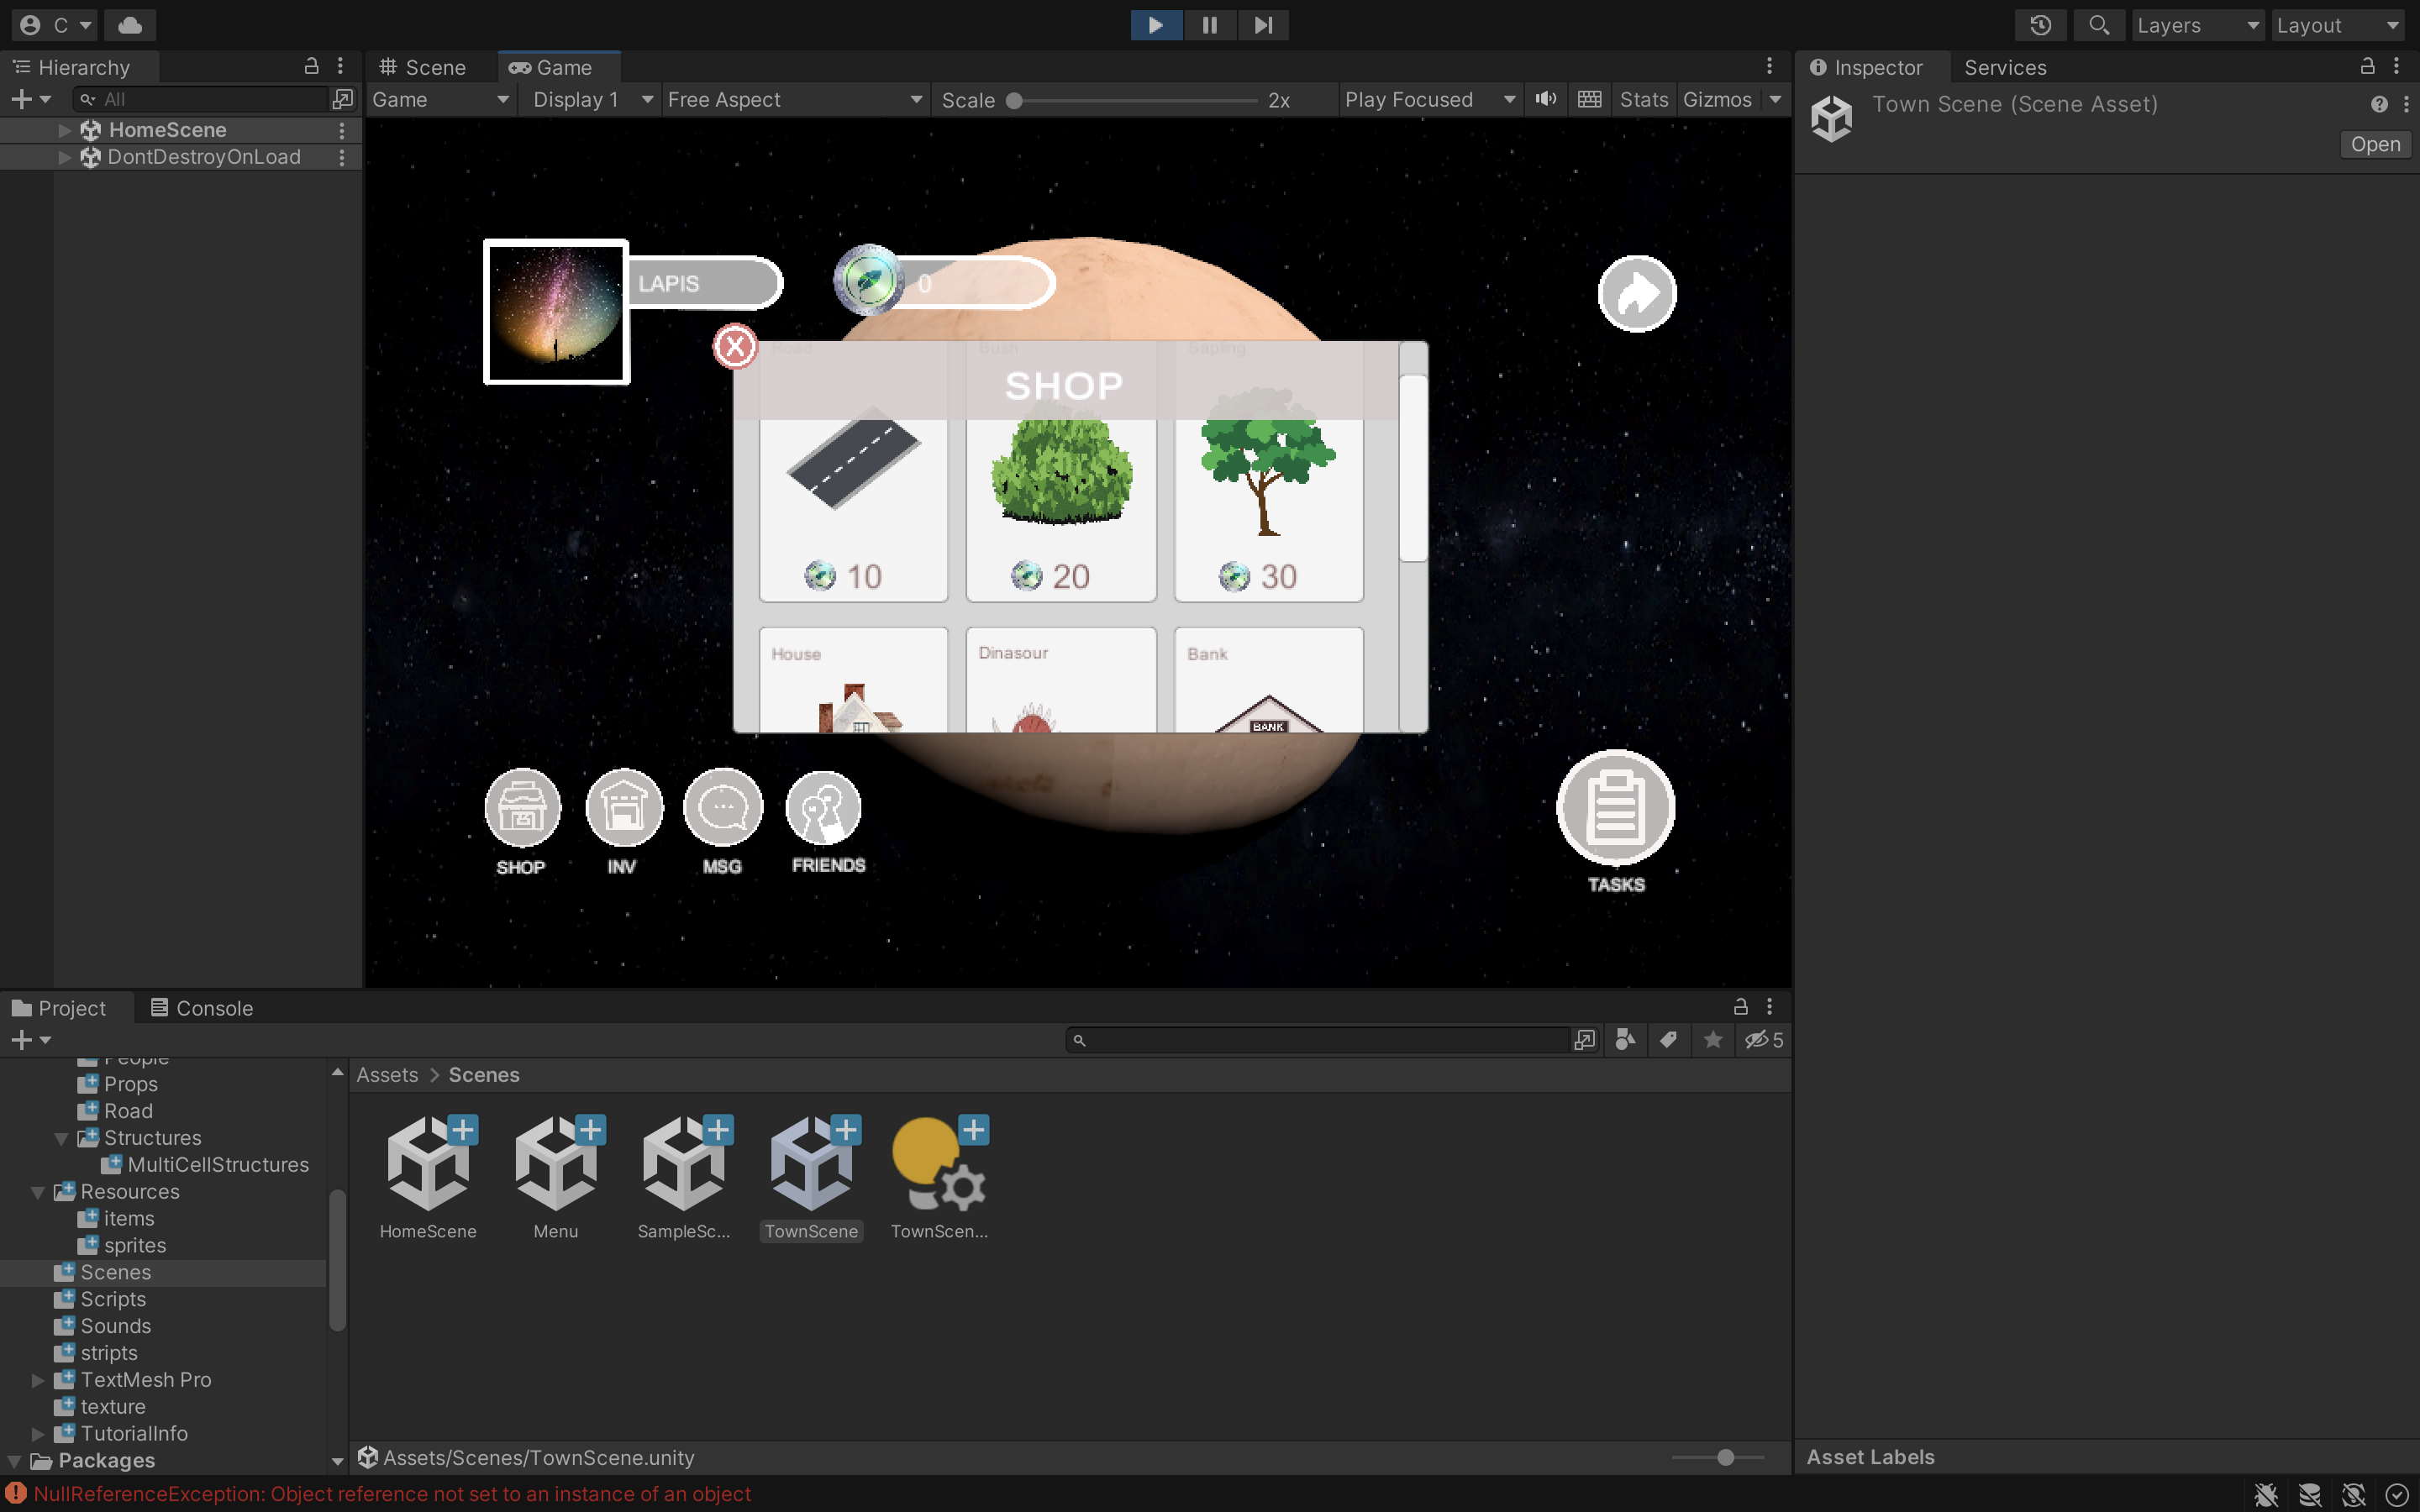 C
Layers
Layout
Hierarchy
All
HomeScene
DontDestroyOnLoad
Scene
Game
Game
Display 1
Free Aspect
Scale
2x
Play Focused
Stats
Gizmos
Inspector
Services
Town Scene (Scene Asset)
Open
LAPIS
0
Road
Bush
Sapling
SHOP
10
20
30
House
Dinasour
Bank
BANK
SHOP
INV
MSG
FRIENDS
TASKS
Project
Console
5
People
Props
Road
Structures
MultiCellStructures
Resources
items
sprites
Scenes
Scripts
Sounds
stripts
TextMesh Pro
texture
TutorialInfo
Packages
Assets > Scenes
HomeScene
Menu
SampleSc...
TownScene
TownScen...
Assets/Scenes/TownScene.unity
Asset Labels
NullReferenceException: Object reference not set to an instance of an object